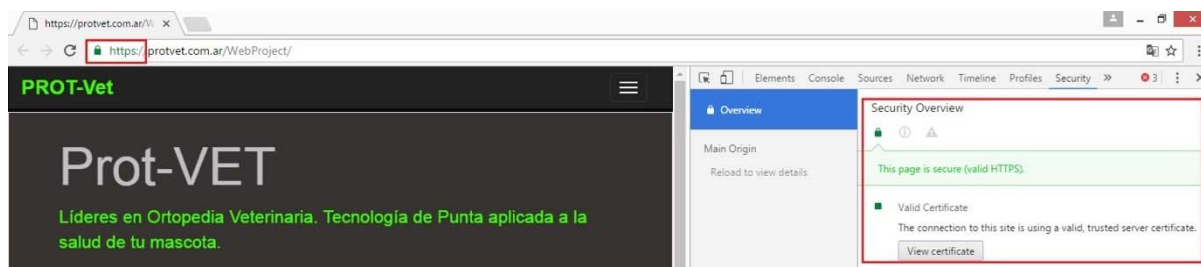 https://protvet.com.ar/W
https://protvet.com.ar/WebProject/
PROT-Vet
Elements Console Sources Network Timeline Profiles Security » 3
Prot-VET
Líderes en Ortopedia Veterinaria. Tecnología de Punta aplicada a la
salud de tu mascota.
Overview
Main Origin
Reload to view details
Security Overview
This page is secure (valid HTTPS).
Valid Certificate
The connection to this site is using a valid, trusted server certificate.
View certificate